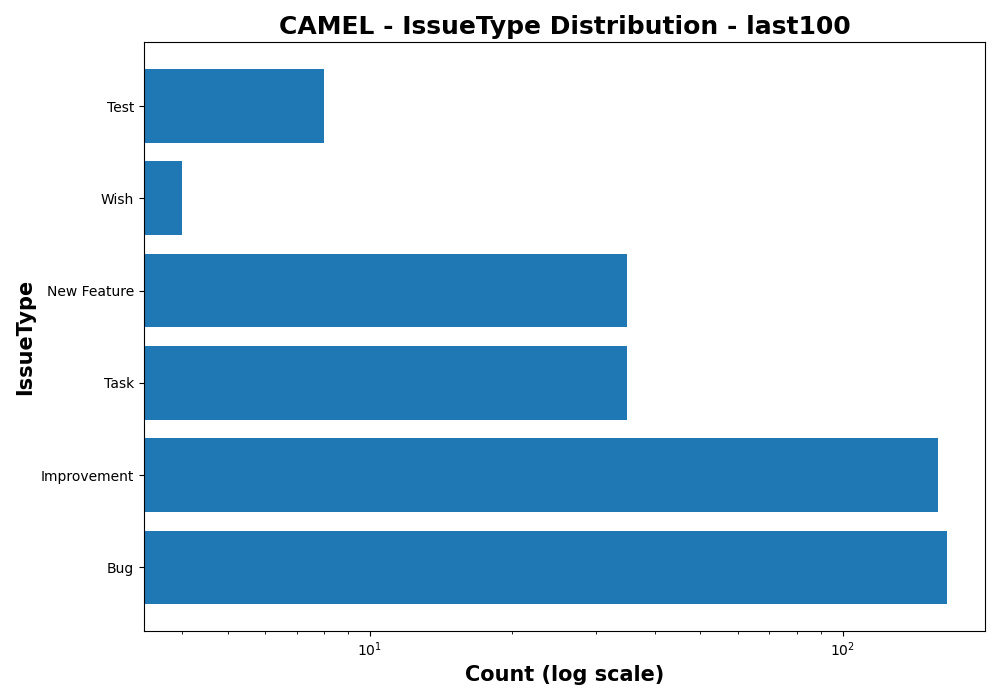 CAMEL - IssueType Distribution - last100
IssueType
Test
Wish
New Feature
Task
Improvement
Bug
10¹ 10²
Count (log scale)